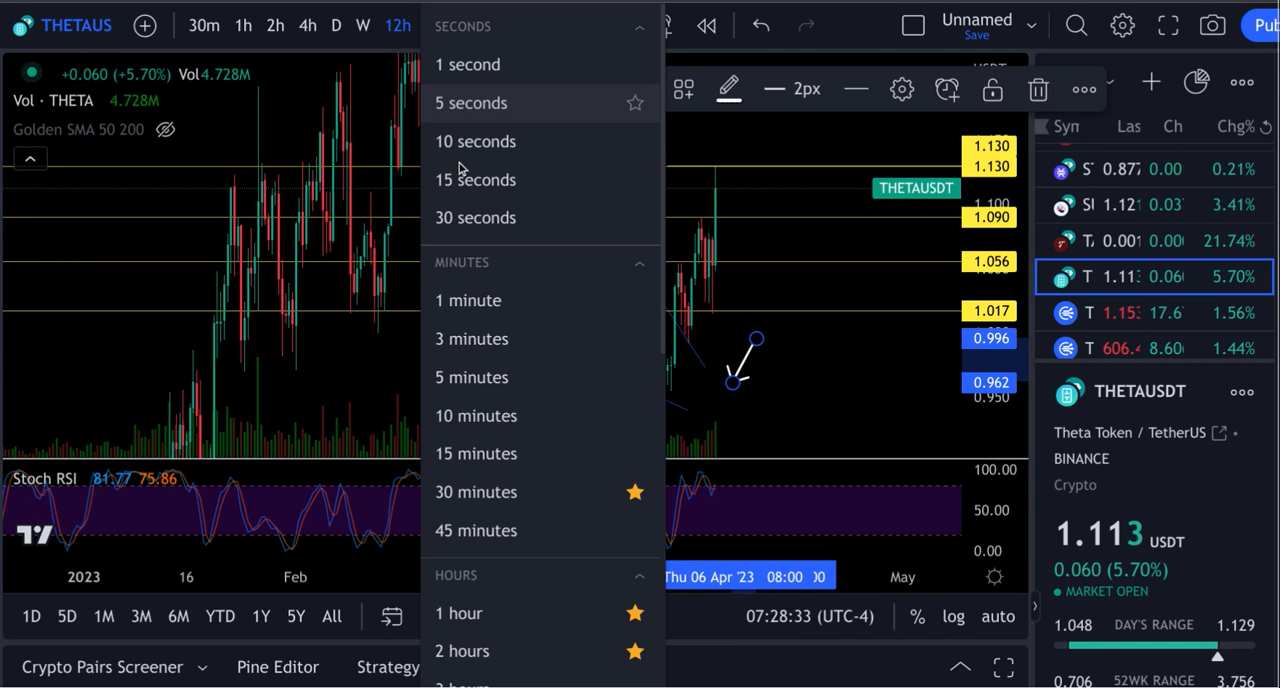 THETAUS 30m 1h 2h 4h D W 12h
Unnamed
Save
Pu
+0.060 (+5.70%) Vol4.728M
Vol · THETA 4.728M
Golden SMA 50 200
SECONDS
1 second
5 seconds
10 seconds
15 seconds
30 seconds
MINUTES
1 minute
3 minutes
5 minutes
10 minutes
15 minutes
30 minutes
45 minutes
HOURS
1 hour
2 hours
2px
1.130
1.130
THETAUSDT
1.100
1.090
1.056
1.017
0.996
0.962
0.950
Stoch RSI 81.77 75.86
100.00
50.00
0.00
2023 16 Feb
Thu 06 Apr '23 08:00
May
1D 5D 1M 3M 6M YTD 1Y 5Y All
07:28:33 (UTC-4) % log auto
Crypto Pairs Screener Pine Editor Strategy
Syn Las Ch Chg%
S 0.877 0.00 0.21%
SU 1.121 0.03 3.41%
T 0.001 0.00 21.74%
T 1.11 0.06 5.70%
T 1.15 17.6 1.56%
T 606. 8.60 1.44%
THETAUSDT
Theta Token / TetherUS
BINANCE
Crypto
1.113 USDT
0.060 (5.70%)
MARKET OPEN
1.048 DAY'S RANGE 1.129
0.706 52WK RANGE 3.756